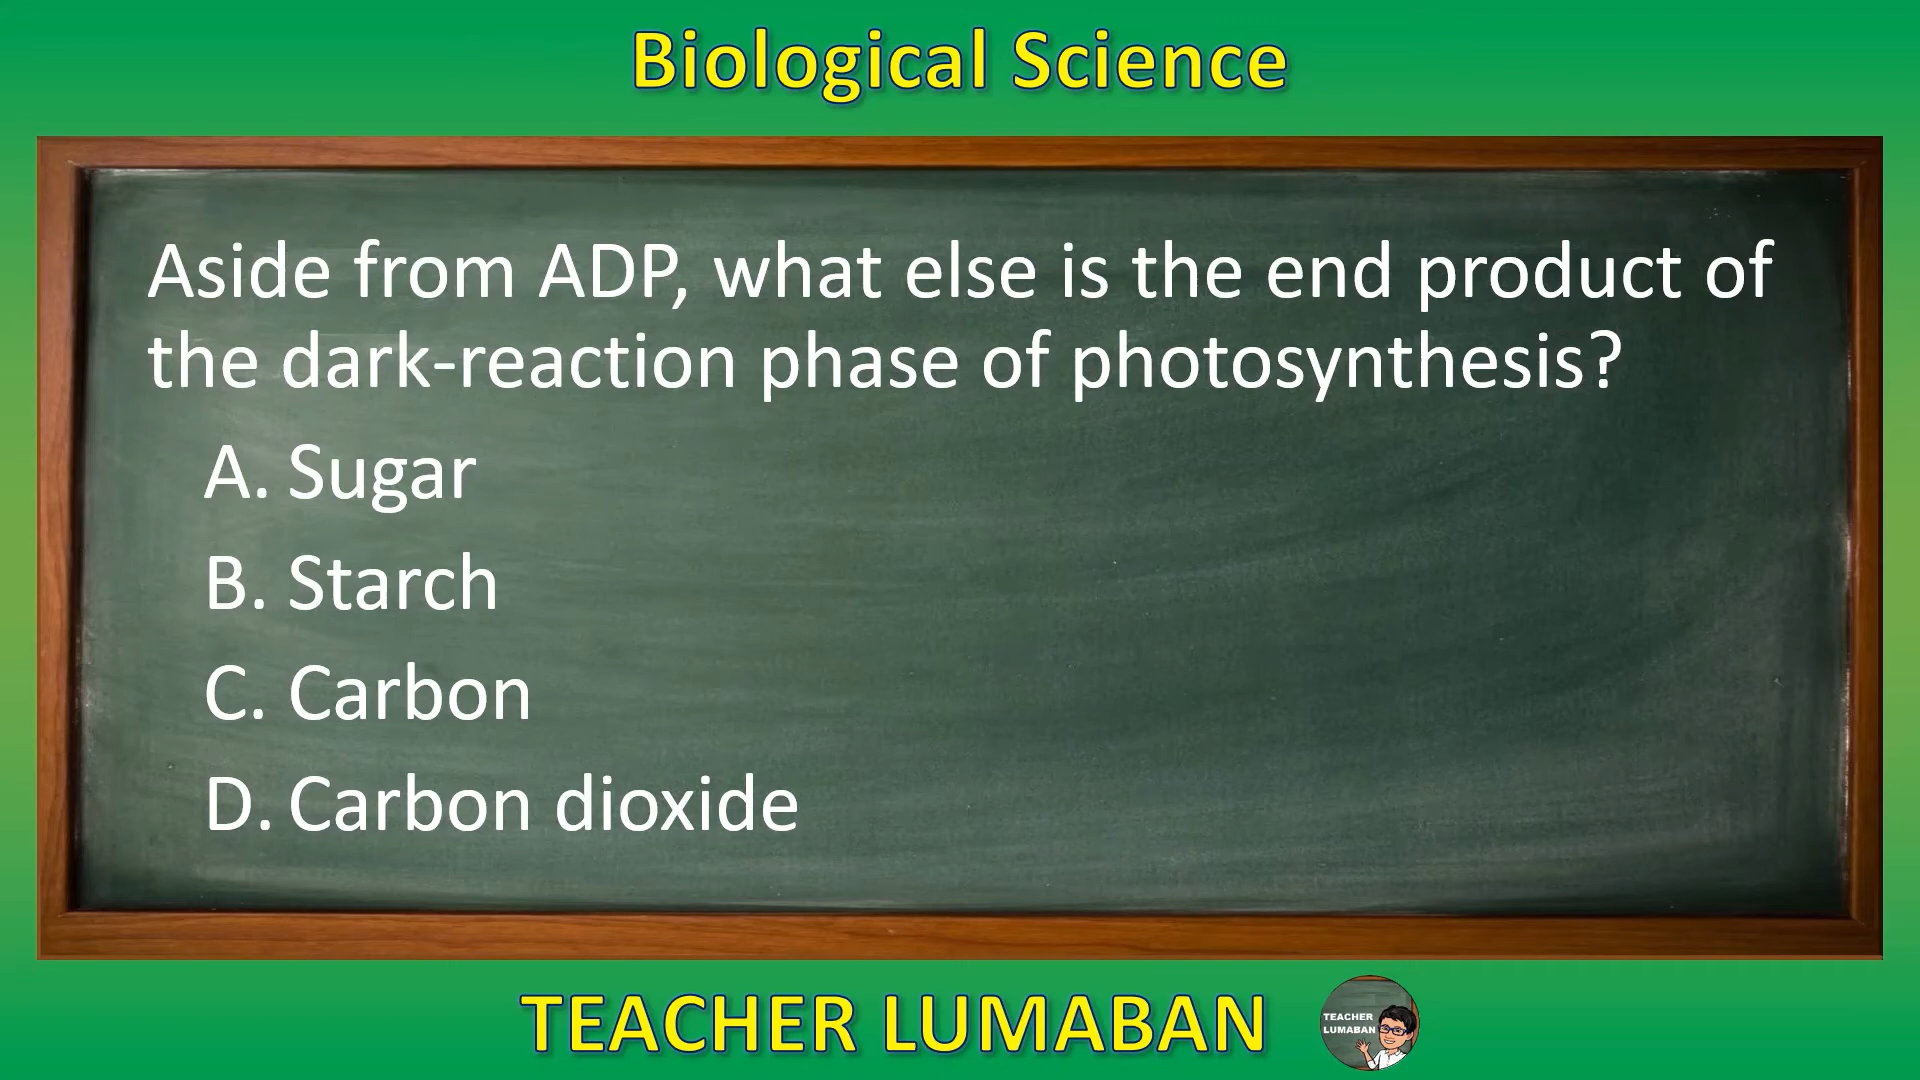 Biological Science
Aside from ADP, what else is the end product of
the dark-reaction phase of photosynthesis?
A. Sugar
B. Starch
C. Carbon
D. Carbon dioxide
TEACHER LUMABAN
TEACHER
LUMABAN